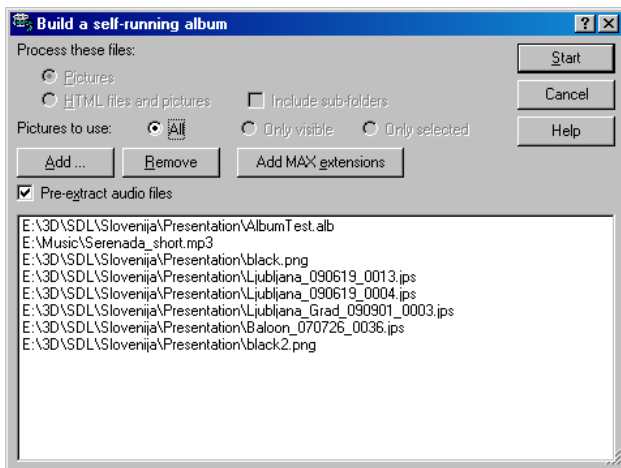 Build a self-running album
Process these files:
Start
Pictures
HTML files and pictures
Include sub-folders
Cancel
Pictures to use:
All
Only visible
Only selected
Help
Add ...
Remove
Add MAX extensions
Pre-extract audio files
E:\3D\SDL\Slovenija\Presentation\AlbumTest.alb
E:\Music\Serenada_short.mp3
E:\3D\SDL\Slovenija\Presentation\black.png
E:\3D\SDL\Slovenija\Presentation\Ljubljana_090619_0013.jps
E:\3D\SDL\Slovenija\Presentation\Ljubljana_090619_0004.jps
E:\3D\SDL\Slovenija\Presentation\Ljubljana_Grad_090901_0003.jps
E:\3D\SDL\Slovenija\Presentation\Baloon_070726_0036.jps
E:\3D\SDL\Slovenija\Presentation\black2.png